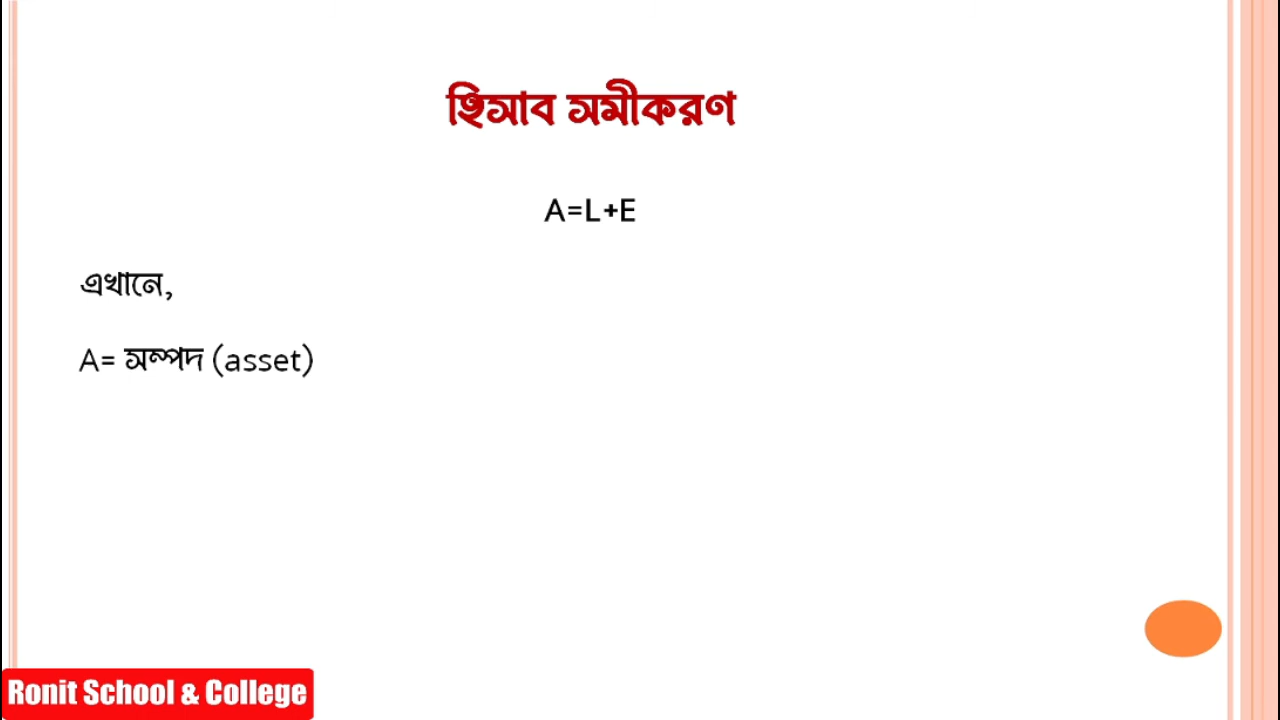 হিসাব সমীকরণ
A=L+E
এখানে,
A= সম্পদ (asset)
Ronit School & College